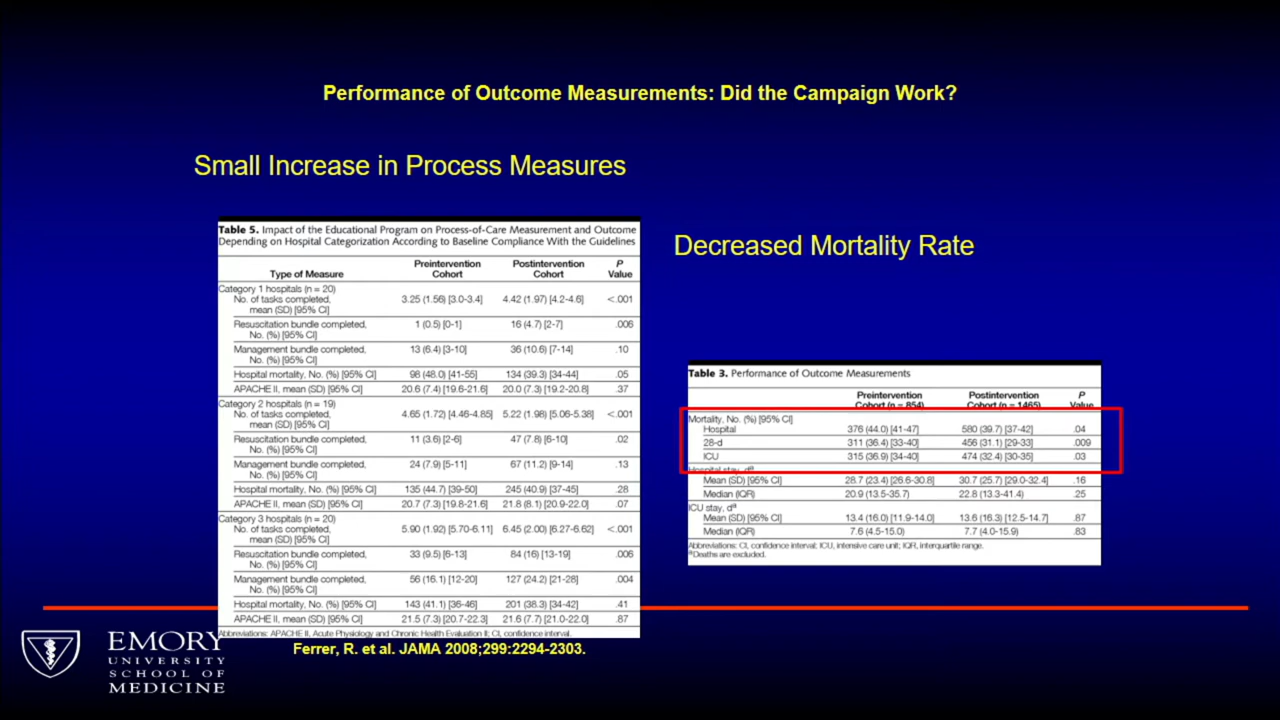 Performance of Outcome Measurements: Did the Campaign Work?
Small Increase in Process Measures
Table 5. Impact of the Educational Program on Process-of-Care Measurement and Outcome
Depending on Hospital Categorization According to Baseline Compliance With the Guidelines
Type of Measure Preintervention Cohort Postintervention Cohort P Value
Category 1 hospitals (n = 20)
No. of tasks completed, 3.25 (1.56) [3.0-3.4] 4.42 (1.97) [4.2-4.6] <.001
mean (SD) [95% CI]
Resuscitation bundle completed, 1 (0.5) [0-1] 16 (4.7) [2-7] .006
No. (%) [95% CI]
Management bundle completed, 13 (6.4) [3-10] 36 (10.6) [7-14] .10
No. (%) [95% CI]
Hospital mortality, No. (%) [95% CI] 98 (48.0) [41-55] 134 (39.3) [34-44] .05
APACHE II, mean (SD) [95% CI] 20.6 (7.4) [19.6-21.6] 20.0 (7.3) [19.2-20.8] .37
Category 2 hospitals (n = 19)
No. of tasks completed, 4.65 (1.72) [4.46-4.85] 5.22 (1.98) [5.06-5.38] <.001
mean (SD) [95% CI]
Resuscitation bundle completed, 11 (3.6) [2-6] 47 (7.8) [6-10] .02
No. (%) [95% CI]
Management bundle completed, 24 (7.9) [5-11] 67 (11.2) [9-14] .13
No. (%) [95% CI]
Hospital mortality, No. (%) [95% CI] 135 (44.7) [39-50] 245 (40.9) [37-45] .28
APACHE II, mean (SD) [95% CI] 20.7 (7.3) [19.8-21.6] 21.8 (8.1) [20.9-22.0] .07
Category 3 hospitals (n = 20)
No. of tasks completed, 5.90 (1.92) [5.70-6.11] 6.45 (2.00) [6.27-6.62] <.001
mean (SD) [95% CI]
Resuscitation bundle completed, 33 (9.5) [6-13] 84 (16) [13-19] .006
No. (%) [95% CI]
Management bundle completed, 56 (16.1) [12-20] 127 (24.2) [21-28] .004
No. (%) [95% CI]
Hospital mortality, No. (%) [95% CI] 143 (41.1) [36-46] 201 (38.3) [34-42] .41
APACHE II, mean (SD) [95% CI] 21.5 (7.3) [20.7-22.3] 21.6 (7.7) [21.0-22.0] .87
Abbreviations: APACHE II, Acute Physiology and Chronic Health Evaluation II; CI, confidence interval.
Decreased Mortality Rate
Table 3. Performance of Outcome Measurements
Preintervention Cohort (n = 854) Postintervention Cohort (n = 1465) P Value
Mortality, No. (%) [95% CI]
Hospital 376 (44.0) [41-47] 580 (39.7) [37-42] .04
28-d 311 (36.4) [33-40] 456 (31.1) [29-33] .009
ICU 315 (36.9) [34-40] 474 (32.4) [30-35] .03
Hospital stay, dª
Mean (SD) [95% CI] 28.7 (23.4) [26.6-30.8] 30.7 (25.7) [29.0-32.4] .16
Median (IQR) 20.9 (13.5-35.7) 22.8 (13.3-41.4) .25
ICU stay, dª
Mean (SD) [95% CI] 13.4 (16.0) [11.9-14.0] 13.6 (16.3) [12.5-14.7] .87
Median (IQR) 7.6 (4.5-15.0) 7.7 (4.0-15.9) .83
Abbreviations: CI, confidence interval; ICU, intensive care unit; IQR, interquartile range.
ªDeaths are excluded.
EMORY
UNIVERSITY
SCHOOL OF
MEDICINE
Ferrer, R. et al. JAMA 2008;299:2294-2303.